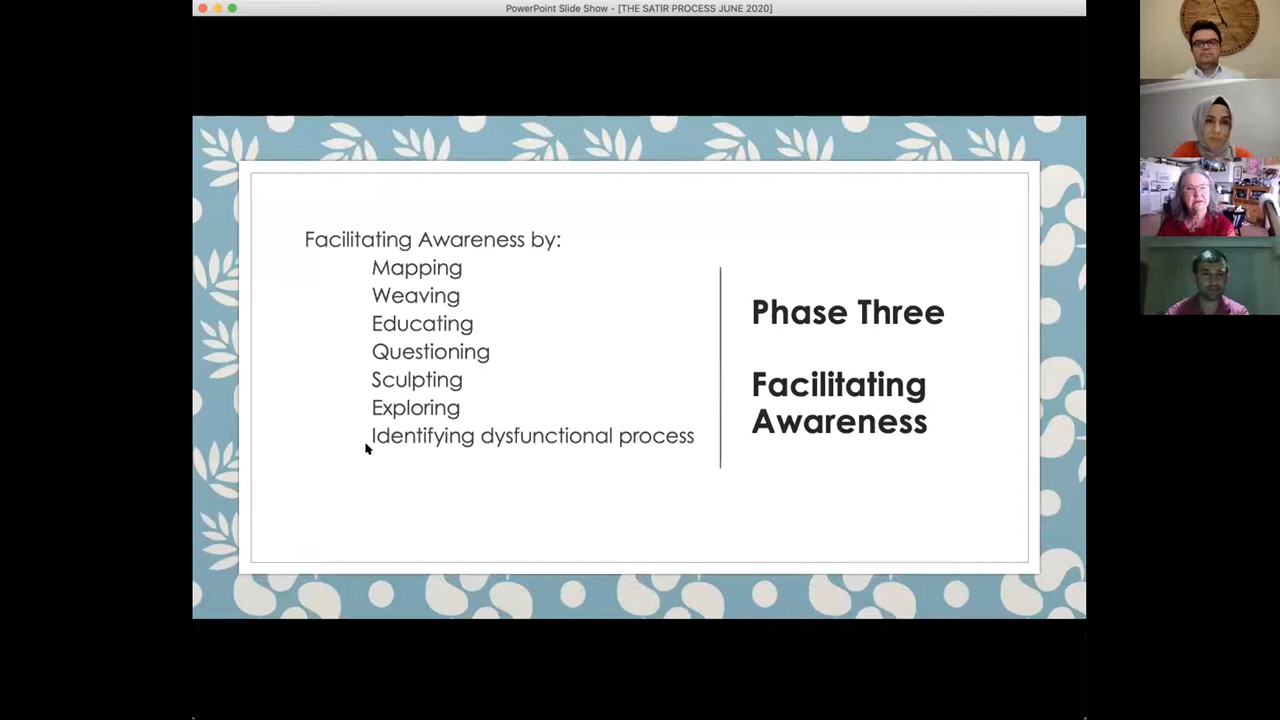 PowerPoint Slide Show - [THE SATIR PROCESS JUNE 2020]
Facilitating Awareness by:
Mapping
Weaving
Educating
Questioning
Sculpting
Exploring
Identifying dysfunctional process
Phase Three
Facilitating
Awareness